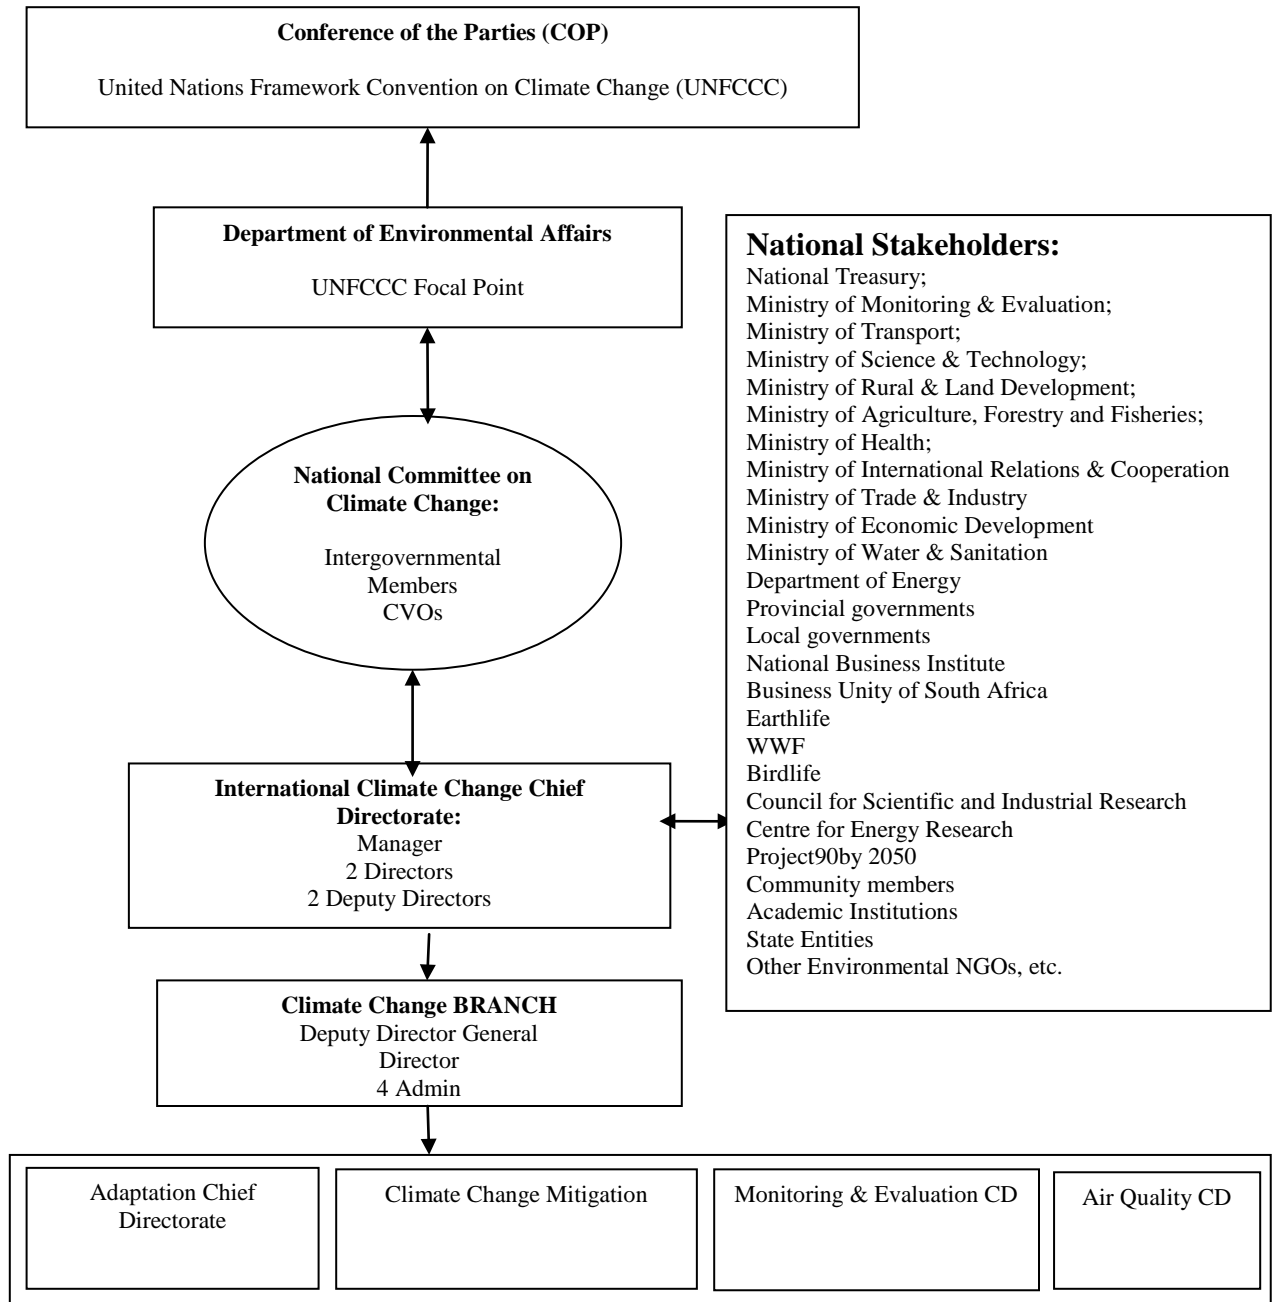 Conference of the Parties (COP)
United Nations Framework Convention on Climate Change (UNFCCC)
Department of Environmental Affairs
UNFCCC Focal Point
National Committee on
Climate Change:
Intergovernmental
Members
CVOs
International Climate Change Chief
Directorate:
Manager
2 Directors
2 Deputy Directors
Climate Change BRANCH
Deputy Director General
Director
4 Admin
National Stakeholders:
National Treasury;
Ministry of Monitoring & Evaluation;
Ministry of Transport;
Ministry of Science & Technology;
Ministry of Rural & Land Development;
Ministry of Agriculture, Forestry and Fisheries;
Ministry of Health;
Ministry of International Relations & Cooperation
Ministry of Trade & Industry
Ministry of Economic Development
Ministry of Water & Sanitation
Department of Energy
Provincial governments
Local governments
National Business Institute
Business Unity of South Africa
Earthlife
WWF
Birdlife
Council for Scientific and Industrial Research
Centre for Energy Research
Project90by 2050
Community members
Academic Institutions
State Entities
Other Environmental NGOs, etc.
Adaptation Chief
Directorate
Climate Change Mitigation
Monitoring & Evaluation CD
Air Quality CD